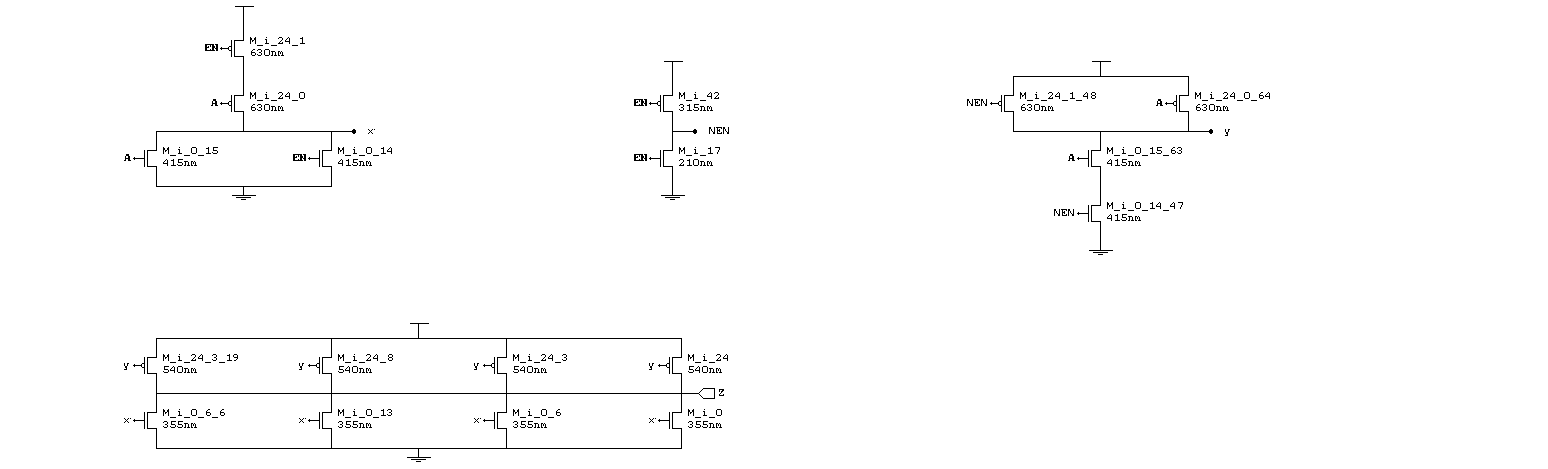 EN M_i_24_1
630nm
A M_i_24_0
630nm
x'
A M_i_0_15
415nm
EN M_i_0_14
415nm
EN M_i_42
315nm
NEN
EN M_i_17
210nm
NEN M_i_24_1_48
630nm
A M_i_24_0_64
630nm
y
A M_i_0_15_63
415nm
NEN M_i_0_14_47
415nm
y M_i_24_3_19
540nm
y M_i_24_8
540nm
y M_i_24_3
540nm
y M_i_24
540nm
Z
x' M_i_0_6_6
355nm
x' M_i_0_13
355nm
x' M_i_0_6
355nm
x' M_i_0
355nm